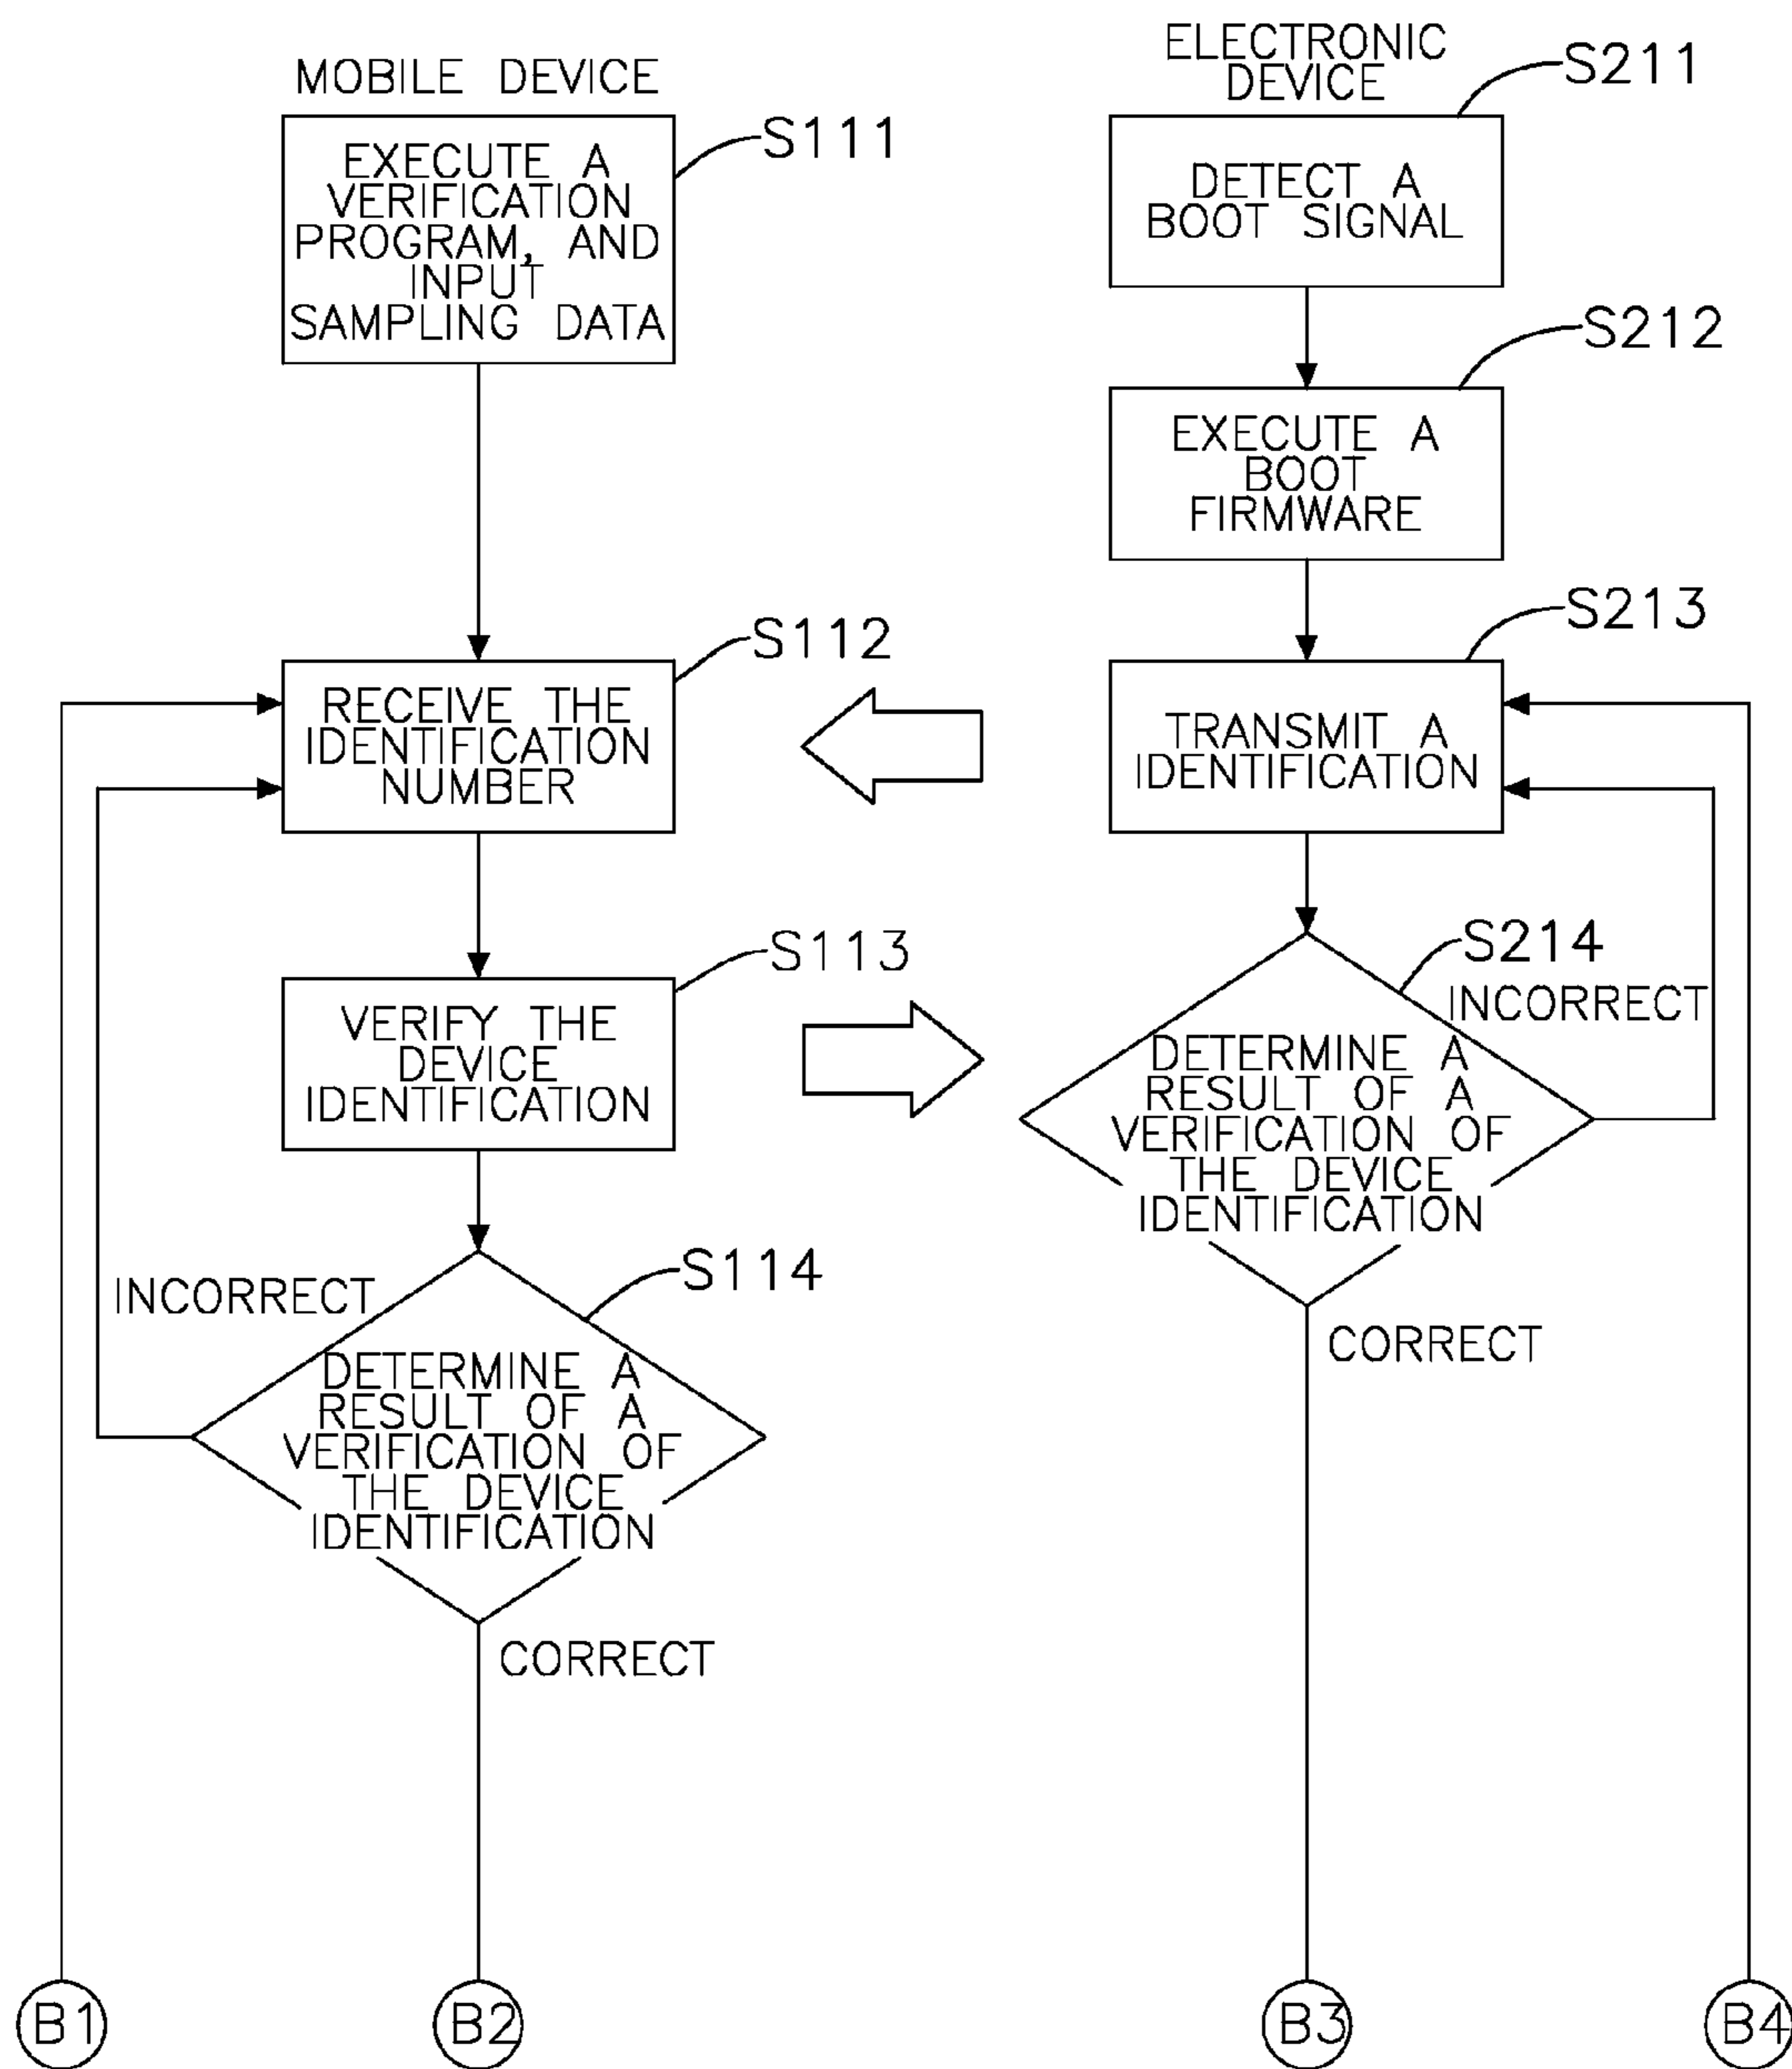 MOBILE DEVICE
S111
EXECUTE A
VERIFICATION
PROGRAM, AND
INPUT
SAMPLING DATA
S112
RECEIVE THE
IDENTIFICATION
NUMBER
S113
VERIFY THE
DEVICE
IDENTIFICATION
S114
INCORRECT
DETERMINE A
RESULT OF A
VERIFICATION OF
THE DEVICE
IDENTIFICATION
CORRECT
ELECTRONIC
DEVICE
S211
DETECT A
BOOT SIGNAL
S212
EXECUTE A
BOOT
FIRMWARE
S213
TRANSMIT A
IDENTIFICATION
S214
INCORRECT
DETERMINE A
RESULT OF A
VERIFICATION OF
THE DEVICE
IDENTIFICATION
CORRECT
B1
B2
B3
B4